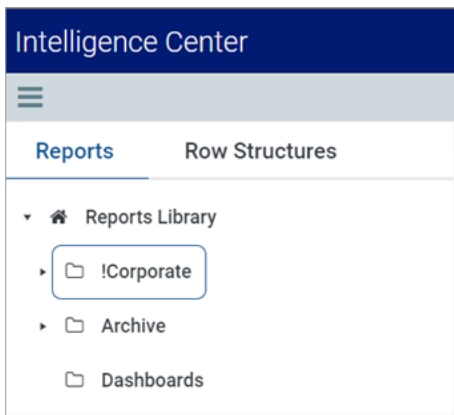 Intelligence Center
Reports Row Structures
Reports Library
!Corporate
Archive
Dashboards